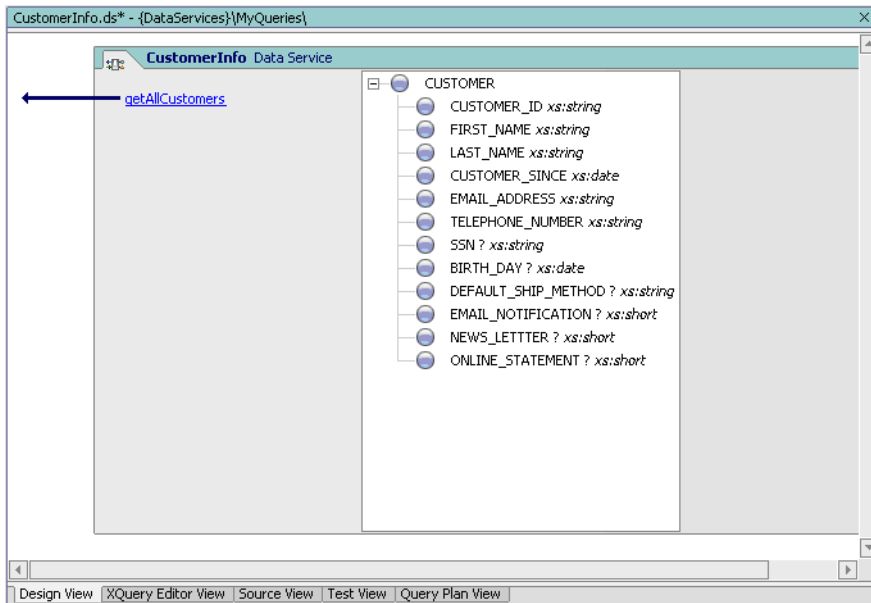 CustomerInfo.ds* - {DataServices}\MyQueries\
CustomerInfo Data Service
getAllCustomers
CUSTOMER
CUSTOMER_ID xs:string
FIRST_NAME xs:string
LAST_NAME xs:string
CUSTOMER_SINCE xs:date
EMAIL_ADDRESS xs:string
TELEPHONE_NUMBER xs:string
SSN ? xs:string
BIRTH_DAY ? xs:date
DEFAULT_SHIP_METHOD ? xs:string
EMAIL_NOTIFICATION ? xs:short
NEWS_LETTTER ? xs:short
ONLINE_STATEMENT ? xs:short
Design View XQuery Editor View Source View Test View Query Plan View